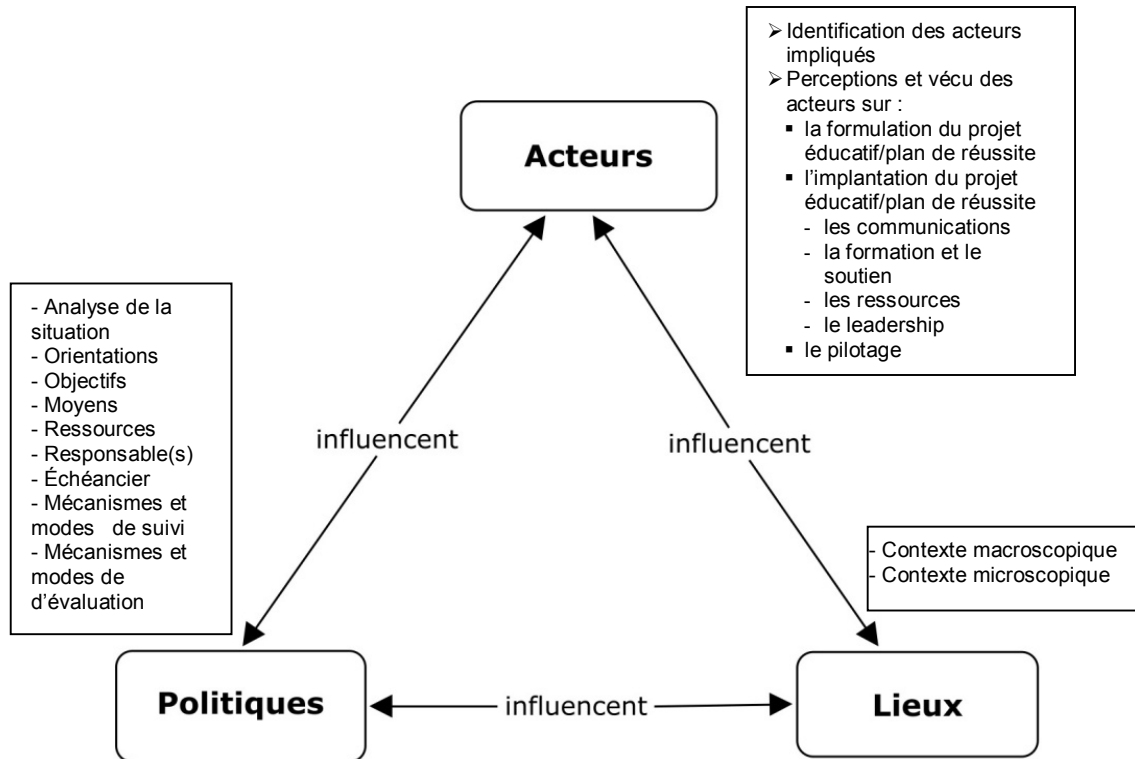 ➢ Identification des acteurs
impliqués
➢ Perceptions et vécu des
acteurs sur :
▪ la formulation du projet
éducatif/plan de réussite
▪ l'implantation du projet
éducatif/plan de réussite
- les communications
- la formation et le
soutien
- les ressources
- le leadership
▪ le pilotage
Acteurs
- Analyse de la
situation
- Orientations
- Objectifs
- Moyens
- Ressources
- Responsable(s)
- Échéancier
- Mécanismes et
modes de suivi
- Mécanismes et
modes de
d'évaluation
influencent
influencent
- Contexte macroscopique
- Contexte microscopique
Politiques
influencent
Lieux